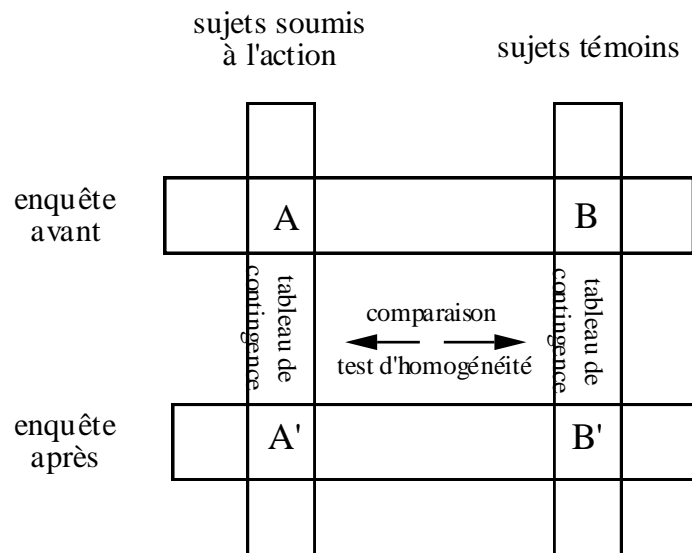 sujets soumis
à l'action
sujets témoins
enquête
avant
A
B
tableau de
contingence
comparaison
test d'homogénéité
tableau de
contingence
enquête
après
A'
B'